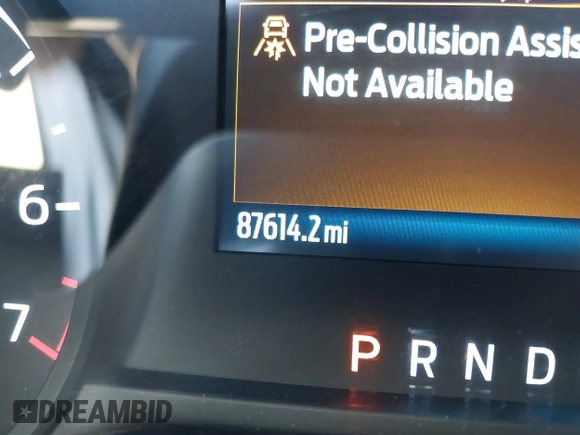 Pre-Collision Assis
Not Available
6
87614.2 mi
7
P R N D
DREAMBID